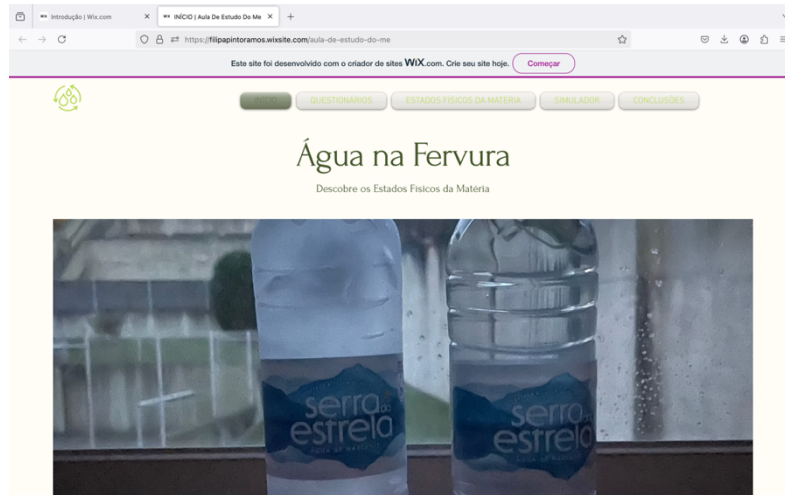 Introdução | Wix.com
INÍCIO | Aula De Estudo Do Me
https://filipapintoramos.wixsite.com/aula-de-estudo-do-me
Este site foi desenvolvido com o criador de sites WiX.com. Crie seu site hoje.
Começar
INÍCIO
QUESTIONÁRIOS
ESTADOS FÍSICOS DA MATÉRIA
SIMULADOR
CONCLUSÕES
Água na Fervura
Descobre os Estados Físicos da Matéria
serra da
estrela
serra da
estrela